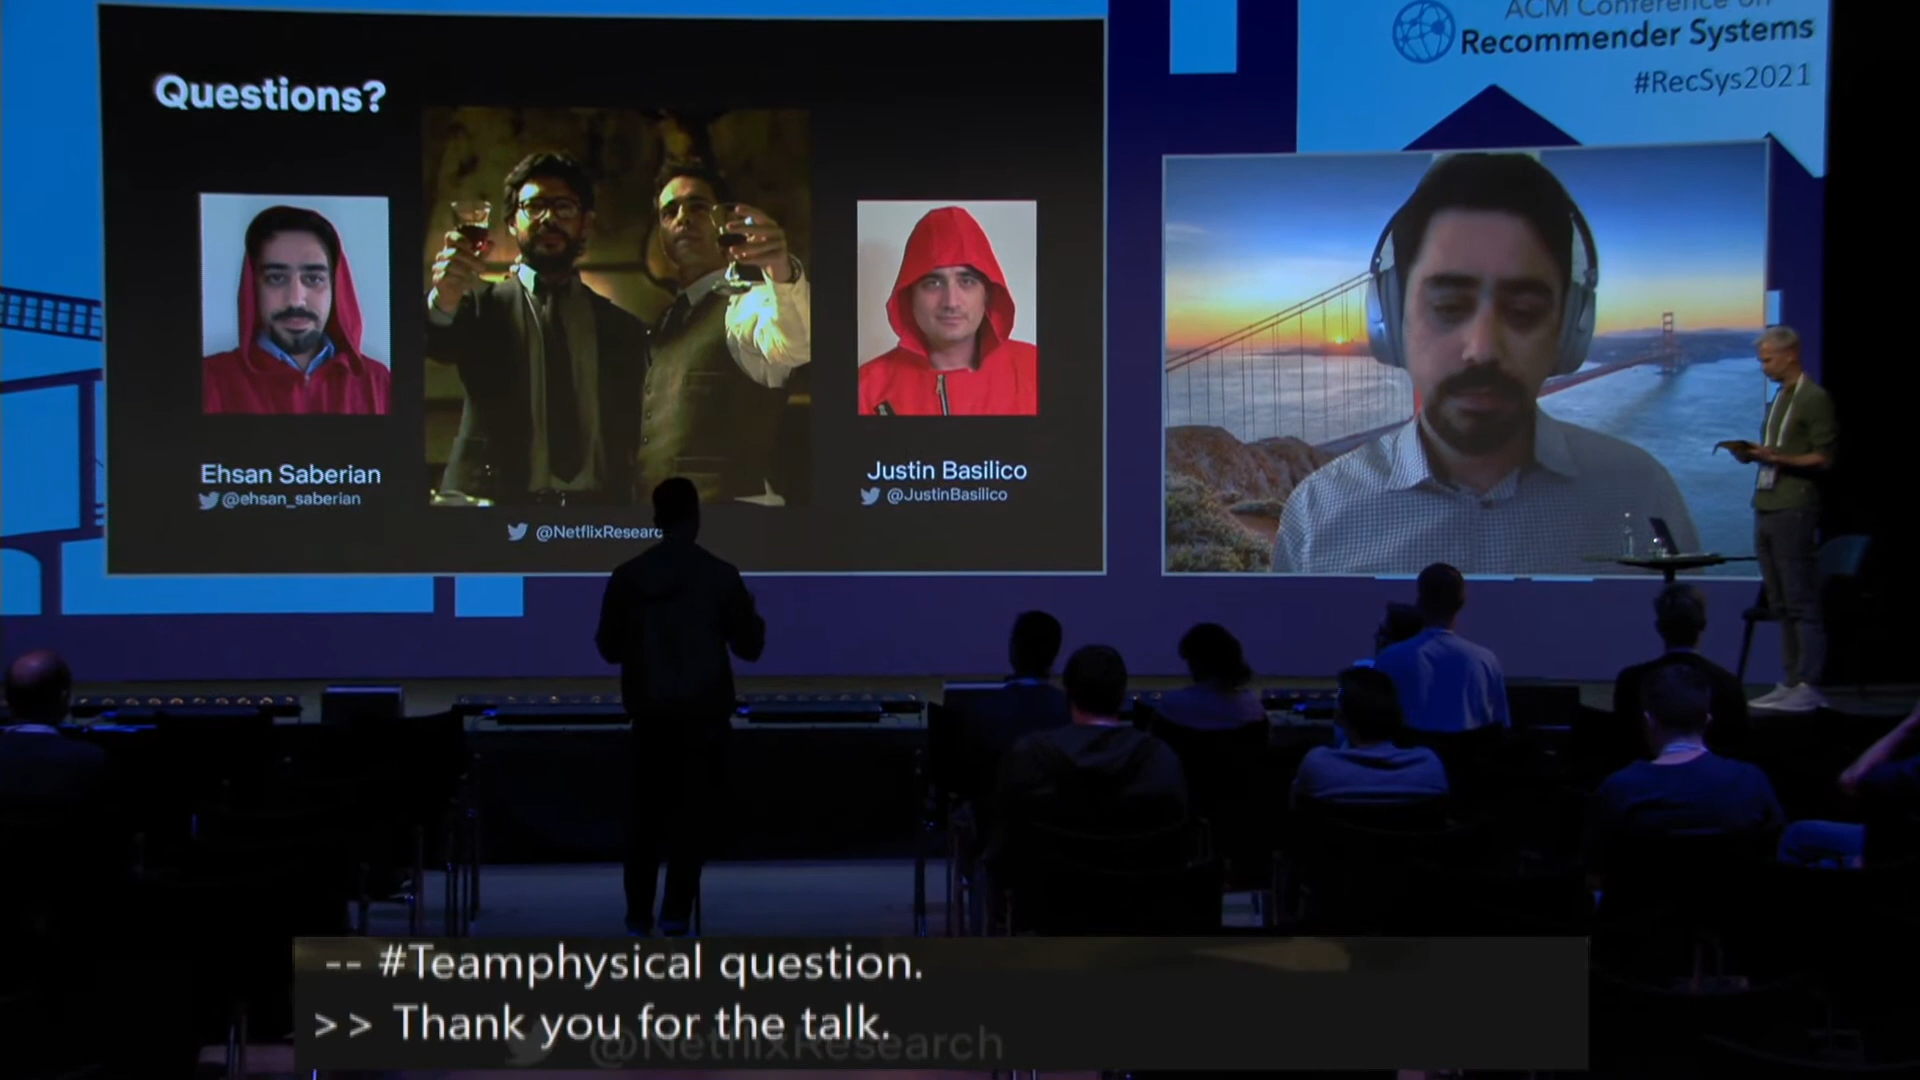 ACM Conference on
Recommender Systems
#RecSys2021
Questions?
Ehsan Saberian
@ehsan_saberian
Justin Basilico
@JustinBasilico
@NetflixResearc
-- #Teamphysical question.
>> Thank you for the talk.
@NetflixResearch